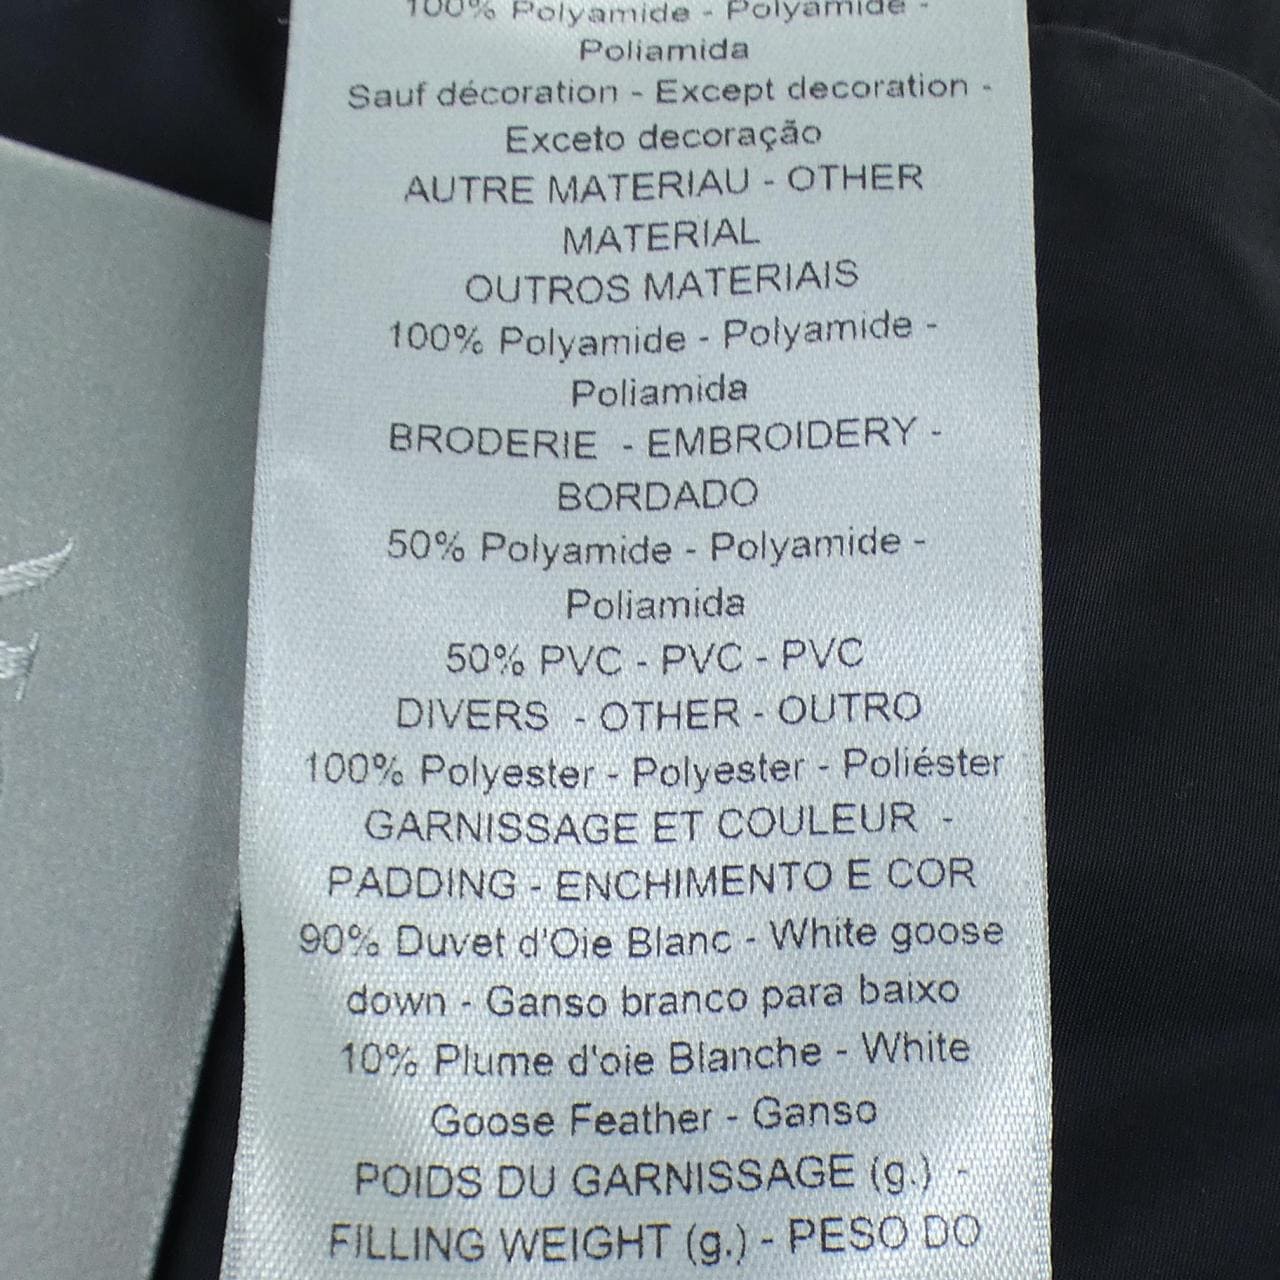 100% Polyamide - Polyamide -
Poliamida
Sauf décoration - Except decoration -
Exceto decoração
AUTRE MATERIAU - OTHER
MATERIAL
OUTROS MATERIAIS
100% Polyamide - Polyamide -
Poliamida
BRODERIE - EMBROIDERY -
BORDADO
50% Polyamide - Polyamide -
Poliamida
50% PVC - PVC - PVC
DIVERS - OTHER - OUTRO
100% Polyester - Polyester - Poliéster
GARNISSAGE ET COULEUR -
PADDING - ENCHIMENTO E COR
90% Duvet d'Oie Blanc - White goose
down - Ganso branco para baixo
10% Plume d'oie Blanche - White
Goose Feather - Ganso
POIDS DU GARNISSAGE (g.) -
FILLING WEIGHT (g.) - PESO DO